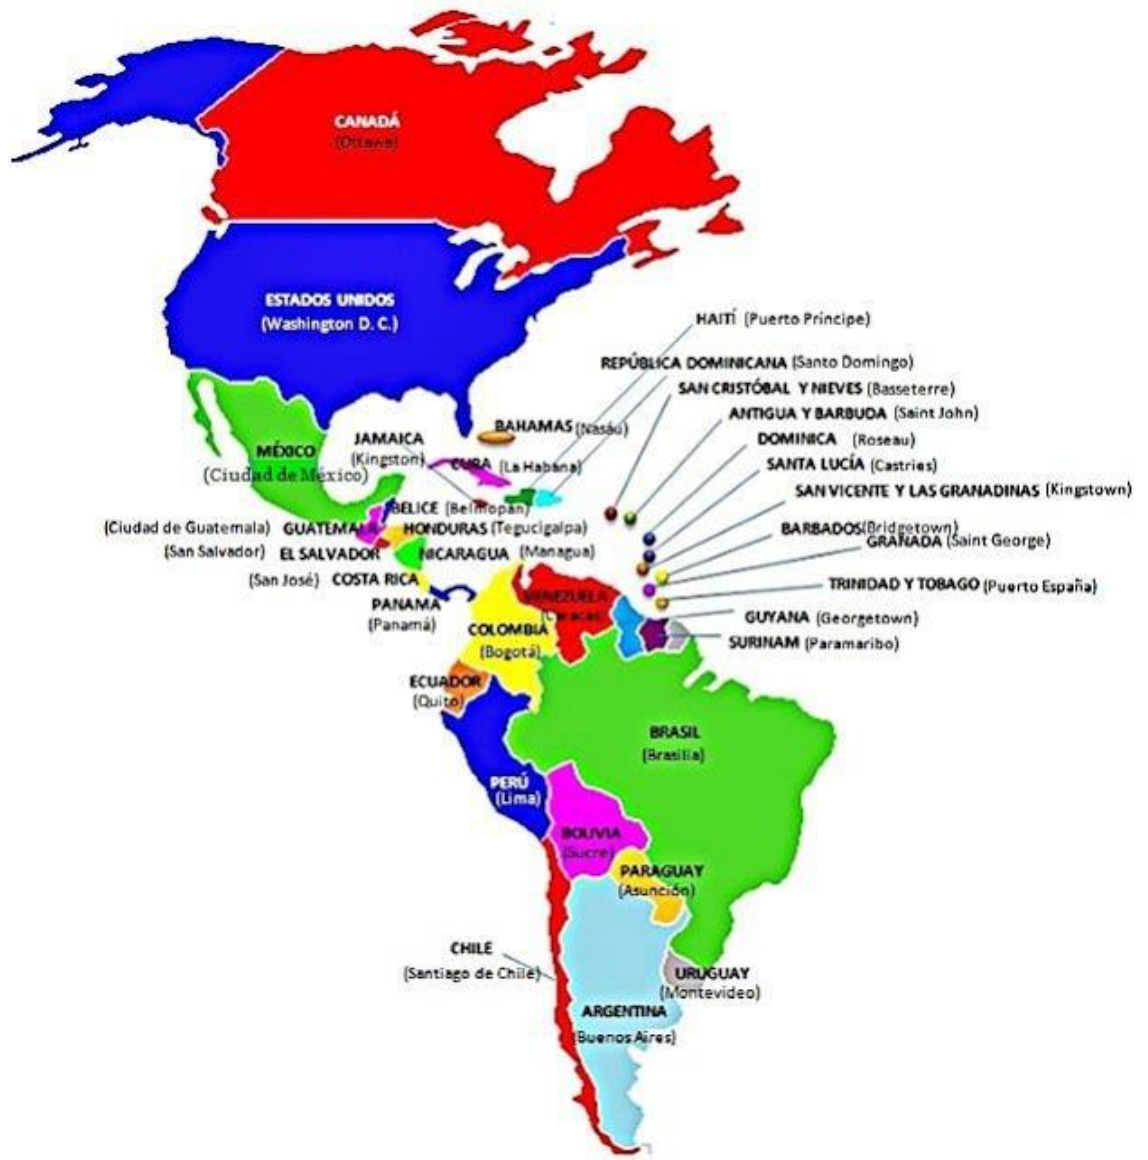 CANADÁ
(Ottawa)
ESTADOS UNIDOS
(Washington D. C.)
HAITÍ (Puerto Príncipe)
REPÚBLICA DOMINICANA (Santo Domingo)
SAN CRISTÓBAL Y NIEVES (Basseterre)
ANTIGUA Y BARBUDA (Saint John)
BAHAMAS (Nasáu)
JAMAICA
(Kingston)
DOMINICA (Roseau)
MÉXICO
(Ciudad de México)
CUBA (La Habana)
SANTA LUCÍA (Castries)
SAN VICENTE Y LAS GRANADINAS (Kingstown)
BELICE (Belmopán)
(Ciudad de Guatemala) GUATEMALA
HONDURAS (Tegucigalpa)
BARBADOS (Bridgetown)
GRANADA (Saint George)
(San Salvador) EL SALVADOR
NICARAGUA (Managua)
(San José) COSTA RICA
TRINIDAD Y TOBAGO (Puerto España)
PANAMA
(Panamá)
VENEZUELA
(Caracas)
GUYANA (Georgetown)
COLOMBIA
(Bogotá)
SURINAM (Paramaribo)
ECUADOR
(Quito)
BRASIL
(Brasilia)
PERÚ
(Lima)
BOLIVIA
(Sucre)
PARAGUAY
(Asunción)
CHILE
(Santiago de Chile)
URUGUAY
(Montevideo)
ARGENTINA
(Buenos Aires)